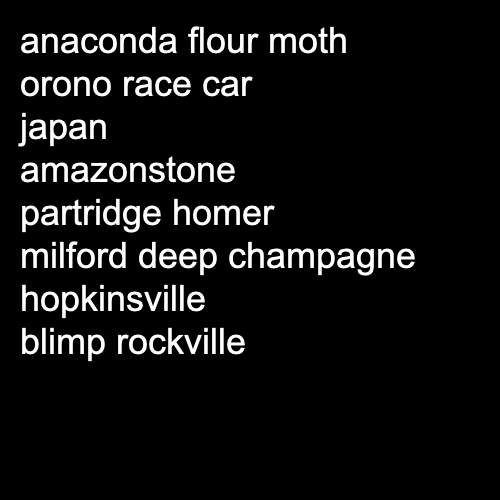 anaconda flour moth
orono race car
japan
amazonstone
partridge homer
milford deep champagne
hopkinsville
blimp rockville